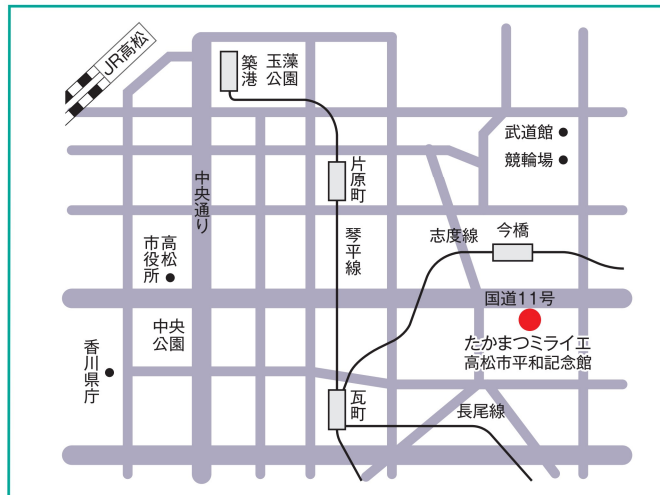 JR高松
築港
玉藻
公園
武道館
競輪場
片原町
中央通り
琴平線
志度線
今橋
高松
市役所
国道11号
中央
公園
たかまつミライエ
高松市平和記念館
香川県庁
瓦町
長尾線